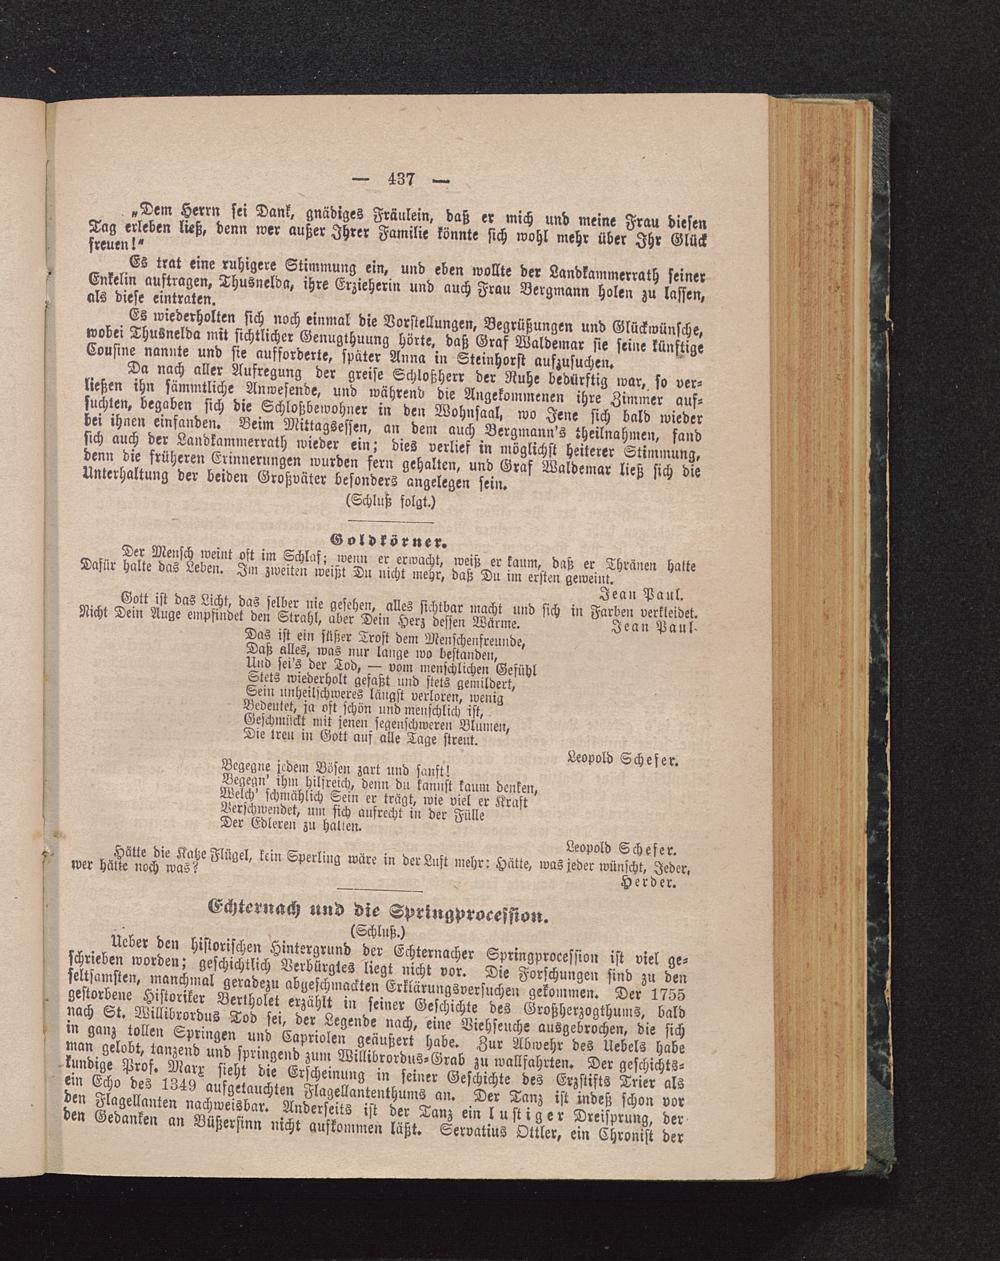 — 437 —
„Dem Herrn sei Dank, gnädiges Fräulein, daß er mich und meine Frau diesen
Tag erleben ließ, denn wer außer Ihrer Familie könnte sich wohl mehr über Ihr Glück
freuen!“
Es trat eine ruhigere Stimmung ein, und eben wollte der Landkammerrath seiner
Enkelin auftragen, Thusnelda, ihre Erzieherin und auch Frau Bergmann holen zu lassen,
als diese eintraten.
Es wiederholten sich noch einmal die Vorstellungen, Begrüßungen und Glückwünsche,
wobei Thusnelda mit sichtlicher Genugthuung hörte, daß Graf Waldemar sie seine künftige
Cousine nannte und sie aufforderte, später Anna in Steinhorst aufzusuchen.
Da nach aller Aufregung der greise Schloßherr der Ruhe bedürftig war, so ver-
ließen ihn sämmtliche Anwesende, und während die Angekommenen ihre Zimmer auf-
suchten, begaben sich die Schloßbewohner in den Wohnsaal, wo Jene sich bald wieder
bei ihnen einfanden. Beim Mittagsessen, an dem auch Bergmann's theilnahmen, fand
sich auch der Landkammerrath wieder ein; dies verlief in möglichst heiterer Stimmung,
denn die früheren Erinnerungen wurden fern gehalten, und Graf Waldemar ließ sich die
Unterhaltung der beiden Großväter besonders angelegen sein.
(Schluß folgt.)
Goldkörner.
Der Mensch weint oft im Schlaf; wenn er erwacht, weiß er kaum, daß er Thränen hatte
Dafür halte das Leben. Im zweiten weißt Du nicht mehr, daß Du im ersten geweint.
Jean Paul.
Gott ist das Licht, das selber nie gesehen, alles sichtbar macht und sich in Farben verkleidet.
Nicht Dein Auge empfindet den Strahl, aber Dein Herz dessen Wärme.
Jean Paul.
Das ist ein süßer Trost dem Menschenfreunde,
Daß alles, was nur lange wo bestanden,
Und sei's der Tod, — vom menschlichen Gefühl
Stets wiederholt gefaßt und stets gemildert,
Sein unheilschweres längst verloren, wenig
Bedeutet, ja oft schön und menschlich ist,
Geschmückt mit jenen segenschweren Blumen,
Die treu in Gott auf alle Tage streut.
Leopold Schefer.
Begegne jedem Bösen zart und sanft!
Begegn' ihm hilfreich, denn du kannst kaum denken,
Welch' schmählich Sein er trägt, wie viel er Kraft
Verschwendet, um sich aufrecht in der Fülle
Der Edleren zu halten.
Leopold Schefer.
Hätte die Katze Flügel, kein Sperling wäre in der Luft mehr: Hätte, was jeder wünscht, Jeder,
wer hätte noch was?
Herder.
Echternach und die Springprocession.
(Schluß.)
Ueber den historischen Hintergrund der Echternacher Springprocession ist viel ge-
schrieben worden; geschichtlich Verbürgtes liegt nicht vor. Die Forschungen sind zu den
seltsamsten, manchmal geradezu abgeschmackten Erklärungsversuchen gekommen. Der 1755
gestorbene Historiker Bertholet erzählt in seiner Geschichte des Großherzogthums, bald
nach St. Willibrordus Tod sei, der Legende nach, eine Viehseuche ausgebrochen, die sich
in ganz tollen Springen und Capriolen geäußert habe. Zur Abwehr des Uebels habe
man gelobt, tanzend und springend zum Willibrordus-Grab zu wallfahrten. Der geschichts-
kundige Prof. Marx sieht die Erscheinung in seiner Geschichte des Erzstifts Trier als
ein Echo des 1349 aufgetauchten Flagellantenthums an. Der Tanz ist indeß schon vor
den Flagellanten nachweisbar. Anderseits ist der Tanz ein lustiger Dreisprung, der
den Gedanken an Büßersinn nicht aufkommen läßt. Servatius Ottler, ein Chronist der